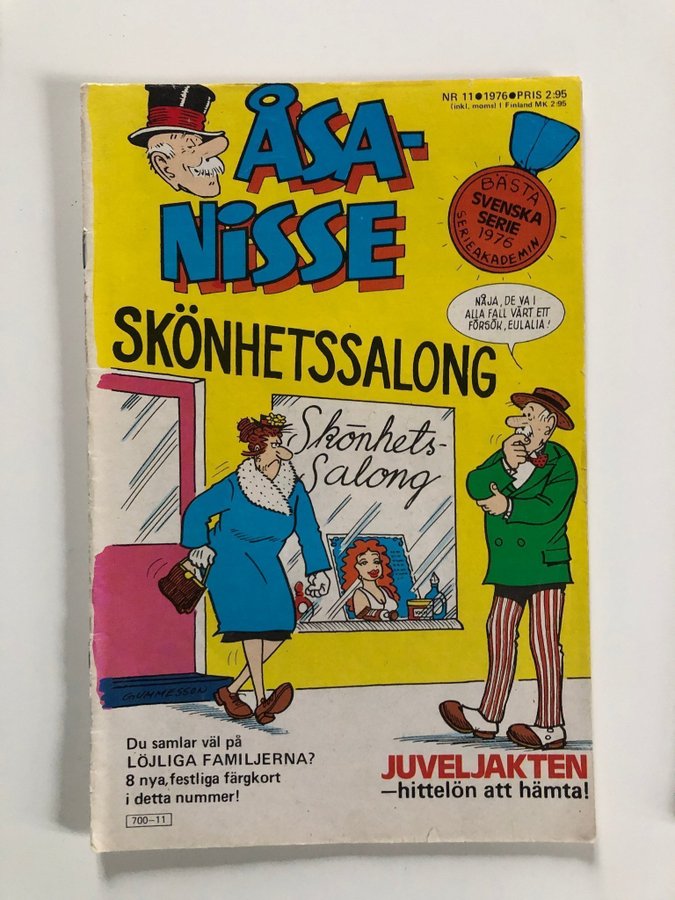 NR 11●1976●PRIS 2:95
(inkl. moms) I Finland MK 2:95
ÅSA-
NISSE
BÄSTA
SVENSKA
SERIE
1976
SERIEAKADEMIN
SKÖNHETSSALONG
NÅJA, DE VA I
ALLA FALL VÄRT ETT
FÖRSÖK, EULALIA!
Skönhets-
Salong
GUMMESSON
Du samlar väl på
LÖJLIGA FAMILJERNA?
8 nya, festliga färgkort
i detta nummer!
700—11
JUVELJAKTEN
—hittelön att hämta!